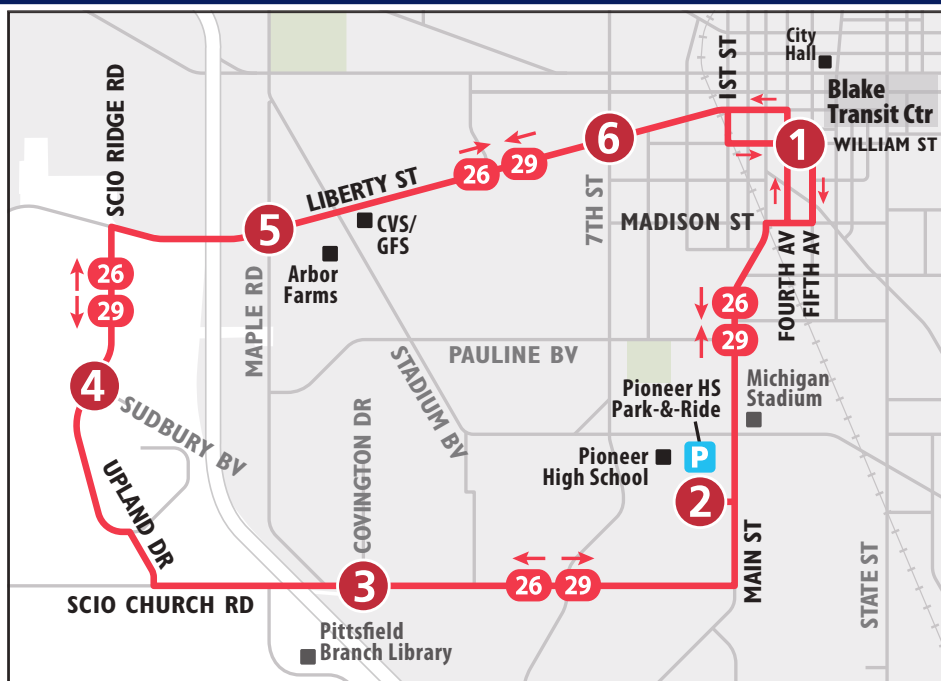 City
Hall
1ST ST
Blake
Transit Ctr
1
WILLIAM ST
6
26
29
LIBERTY ST
7TH ST
MADISON ST
SCIO RIDGE RD
5
CVS/
GFS
Arbor
Farms
MAPLE RD
26
29
FOURTH AV
FIFTH AV
26
29
PAULINE BV
STADIUM BV
4
SUDBURY BV
Michigan
Stadium
Pioneer HS
Park-&-Ride
P
Pioneer
High School
2
COVINGTON DR
UPLAND DR
MAIN ST
STATE ST
3
26
29
SCIO CHURCH RD
Pittsfield
Branch Library